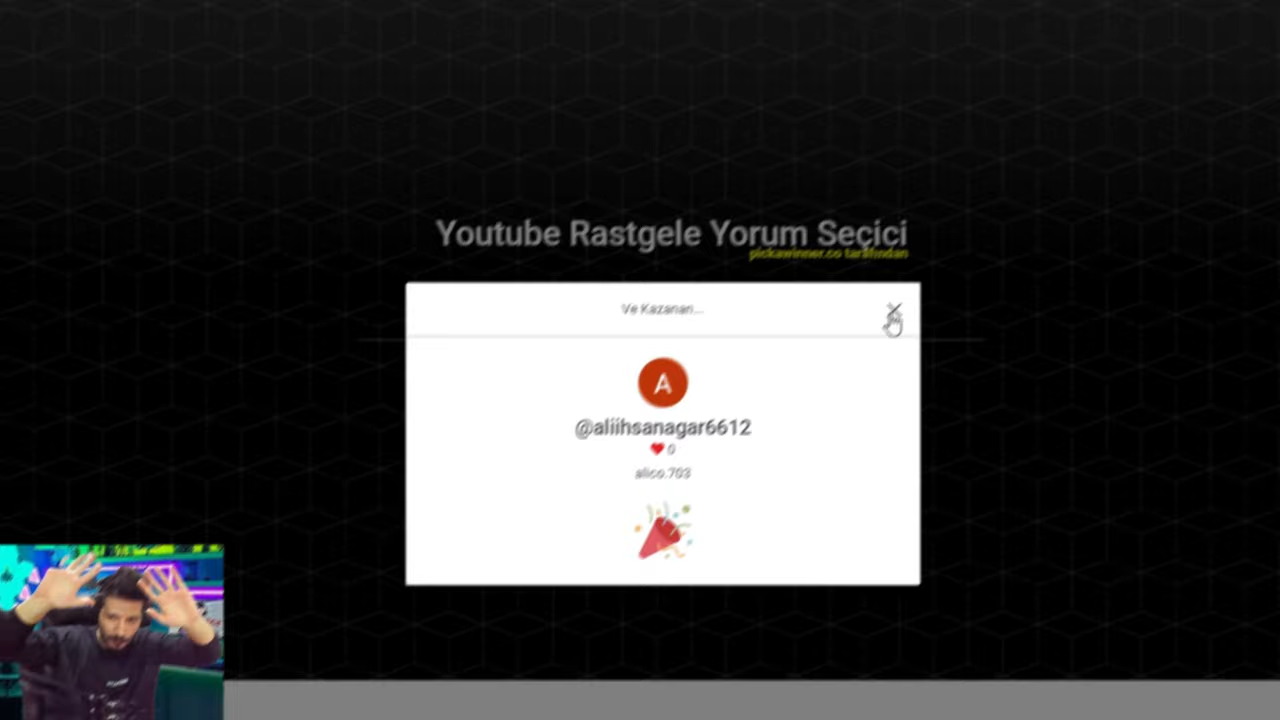 Youtube Rastgele Yorum Seçici
pickawinner.co tarafından
Ve Kazanan...
A
@aliihsanagar6612
0
alico.703